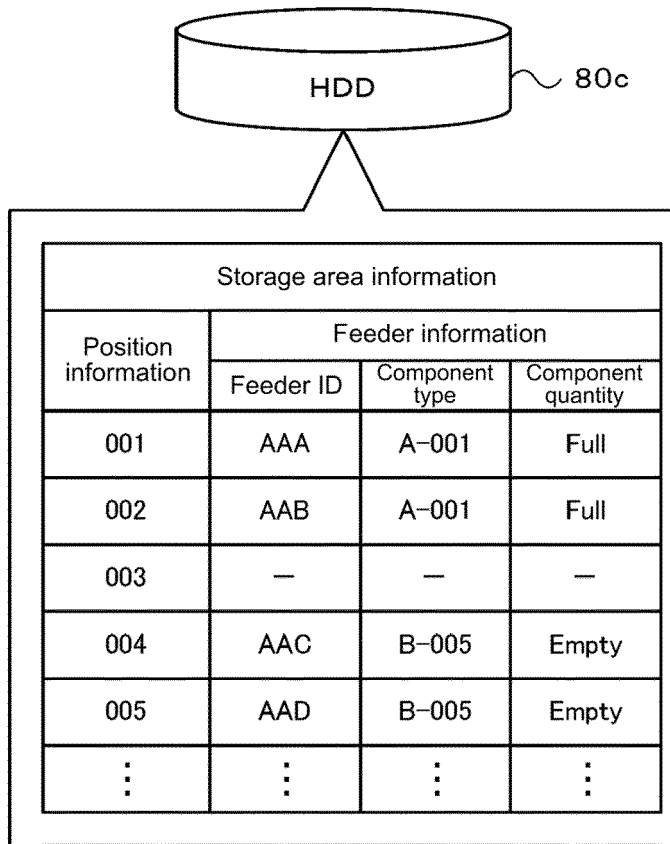 HDD
80c
Storage area information
Position information
Feeder information
Feeder ID
Component type
Component quantity
001 AAA A-001 Full
002 AAB A-001 Full
003 — — —
004 AAC B-005 Empty
005 AAD B-005 Empty
⋮ ⋮ ⋮ ⋮